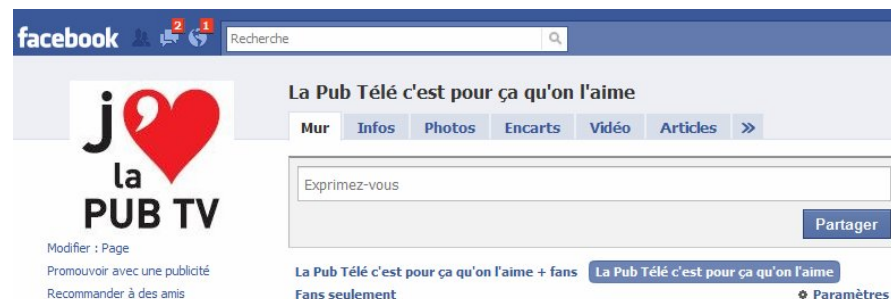 facebook 2 1 Recherche
La Pub Télé c'est pour ça qu'on l'aime
Mur Infos Photos Encarts Vidéo Articles »
j'
la
PUB TV
Exprimez-vous
Partager
Modifier : Page
Promouvoir avec une publicité
Recommander à des amis
La Pub Télé c'est pour ça qu'on l'aime + fans La Pub Télé c'est pour ça qu'on l'aime
Fans seulement Paramètres